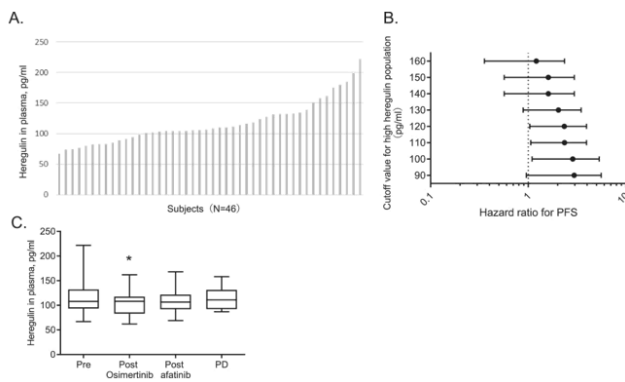 A.
Heregulin in plasma, pg/ml
250
200
150
100
50
0
Subjects (N=46)
B.
Cutoff value for high heregulin population
(pg/ml)
160
150
140
130
120
110
100
90
0.1
1
10
Hazard ratio for PFS
C.
Heregulin in plasma, pg/ml
250
200
150
100
50
0
*
Pre
Post
Osimertinib
Post
afatinib
PD